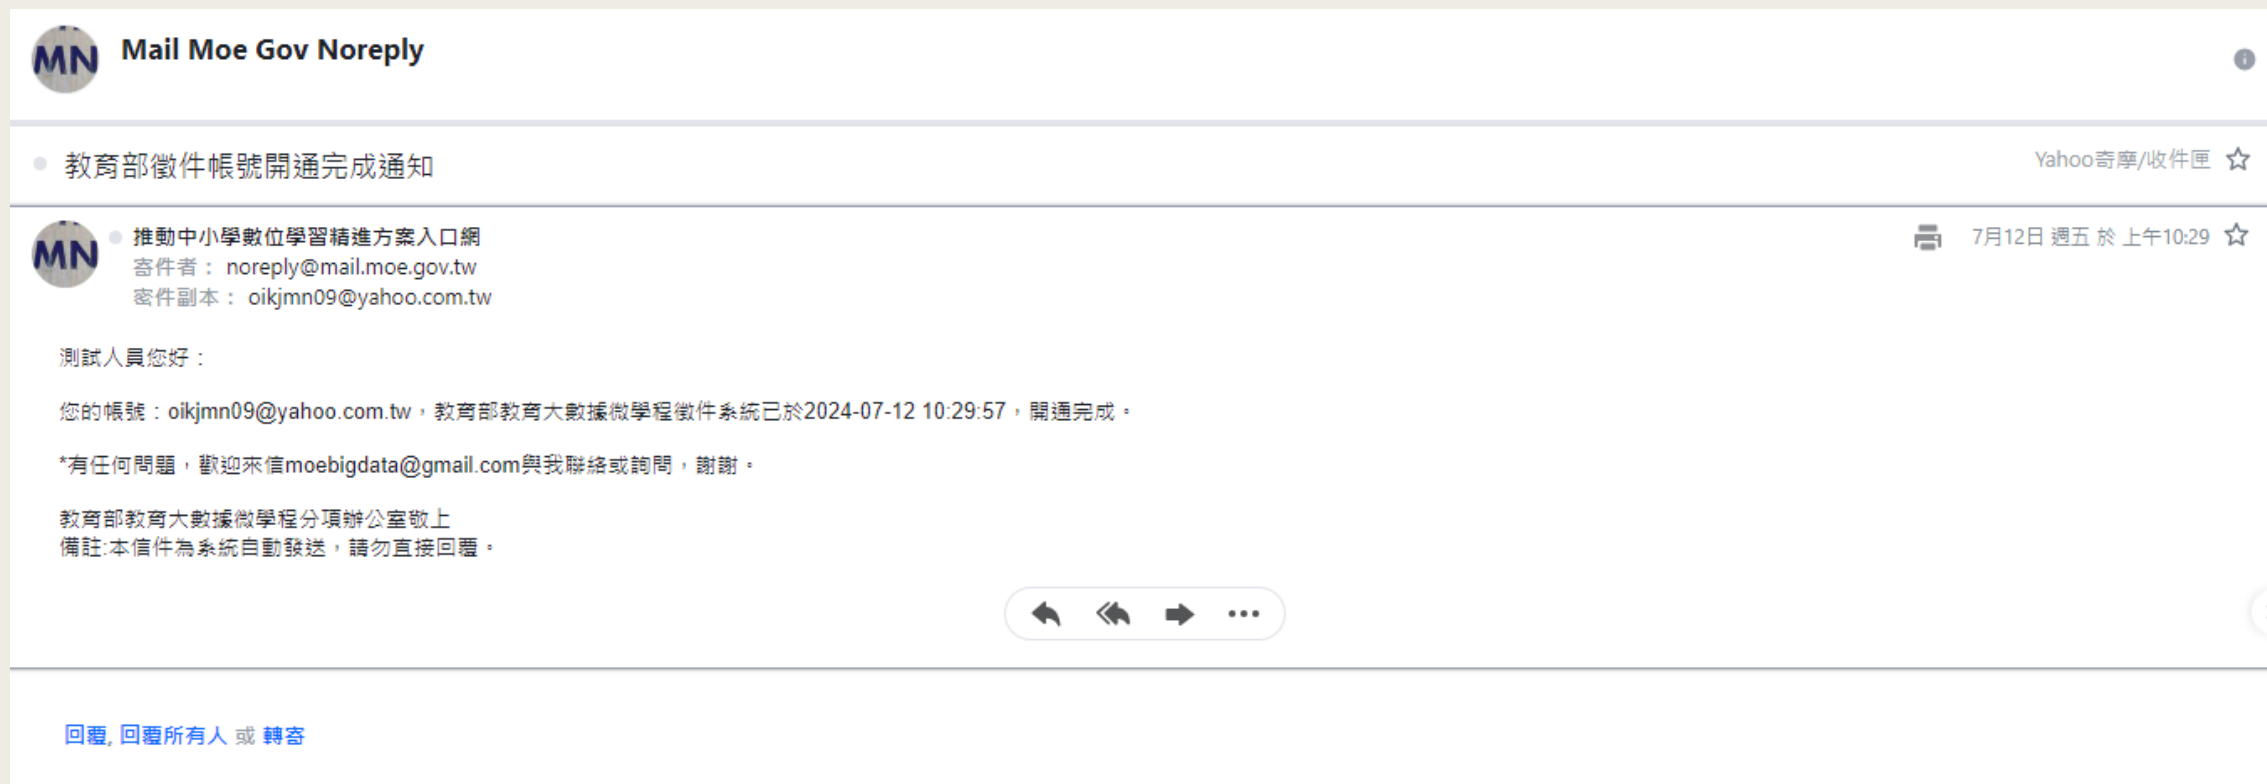 MN
Mail Moe Gov Noreply
教育部徵件帳號開通完成通知
Yahoo奇摩/收件匣
MN
推動中小學數位學習精進方案入口網
7月12日 週五 於 上午10:29
寄件者： noreply@mail.moe.gov.tw
密件副本： oikjmn09@yahoo.com.tw
測試人員您好：
您的帳號：oikjmn09@yahoo.com.tw，教育部教育大數據微學程徵件系統已於2024-07-12 10:29:57，開通完成。
*有任何問題，歡迎來信moebigdata@gmail.com與我聯絡或詢問，謝謝。
教育部教育大數據微學程分項辦公室敬上
備註:本信件為系統自動發送，請勿直接回覆。
回覆, 回覆所有人 或 轉寄